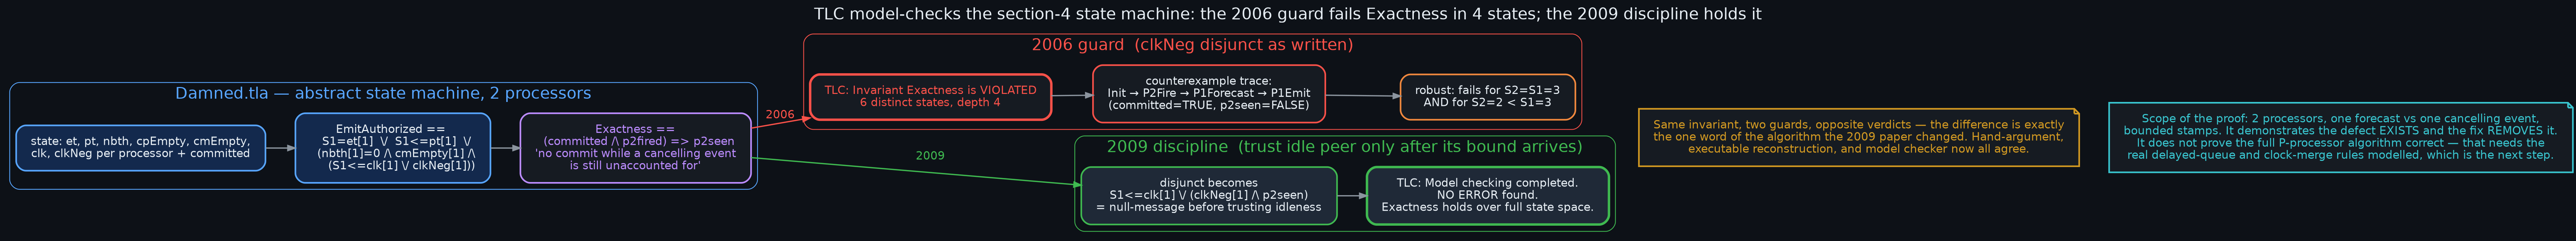 TLC model-checks the section-4 state machine: the 2006 guard fails Exactness in 4 states; the 2009 discipline holds it
Damned.tla — abstract state machine, 2 processors
state: et, pt, nbth, cpEmpty, cmEmpty,
clk, clkNeg per processor + committed
EmitAuthorized ==
S1=et[1] \/ S1<=pt[1] \/
(nbth[1]=0 /\ cmEmpty[1] /\
(S1<=clk[1] \/ clkNeg[1]))
Exactness ==
(committed /\ p2fired) => p2seen
'no commit while a cancelling event
is still unaccounted for'
2006
2009
2006 guard (clkNeg disjunct as written)
TLC: Invariant Exactness is VIOLATED
6 distinct states, depth 4
counterexample trace:
Init → P2Fire → P1Forecast → P1Emit
(committed=TRUE, p2seen=FALSE)
robust: fails for S2=S1=3
AND for S2=2 < S1=3
2009 discipline (trust idle peer only after its bound arrives)
disjunct becomes
S1<=clk[1] \/ (clkNeg[1] /\ p2seen)
= null-message before trusting idleness
TLC: Model checking completed.
NO ERROR found.
Exactness holds over full state space.
Same invariant, two guards, opposite verdicts — the difference is exactly
the one word of the algorithm the 2009 paper changed. Hand-argument,
executable reconstruction, and model checker now all agree.
Scope of the proof: 2 processors, one forecast vs one cancelling event,
bounded stamps. It demonstrates the defect EXISTS and the fix REMOVES it.
It does not prove the full P-processor algorithm correct — that needs the
real delayed-queue and clock-merge rules modelled, which is the next step.